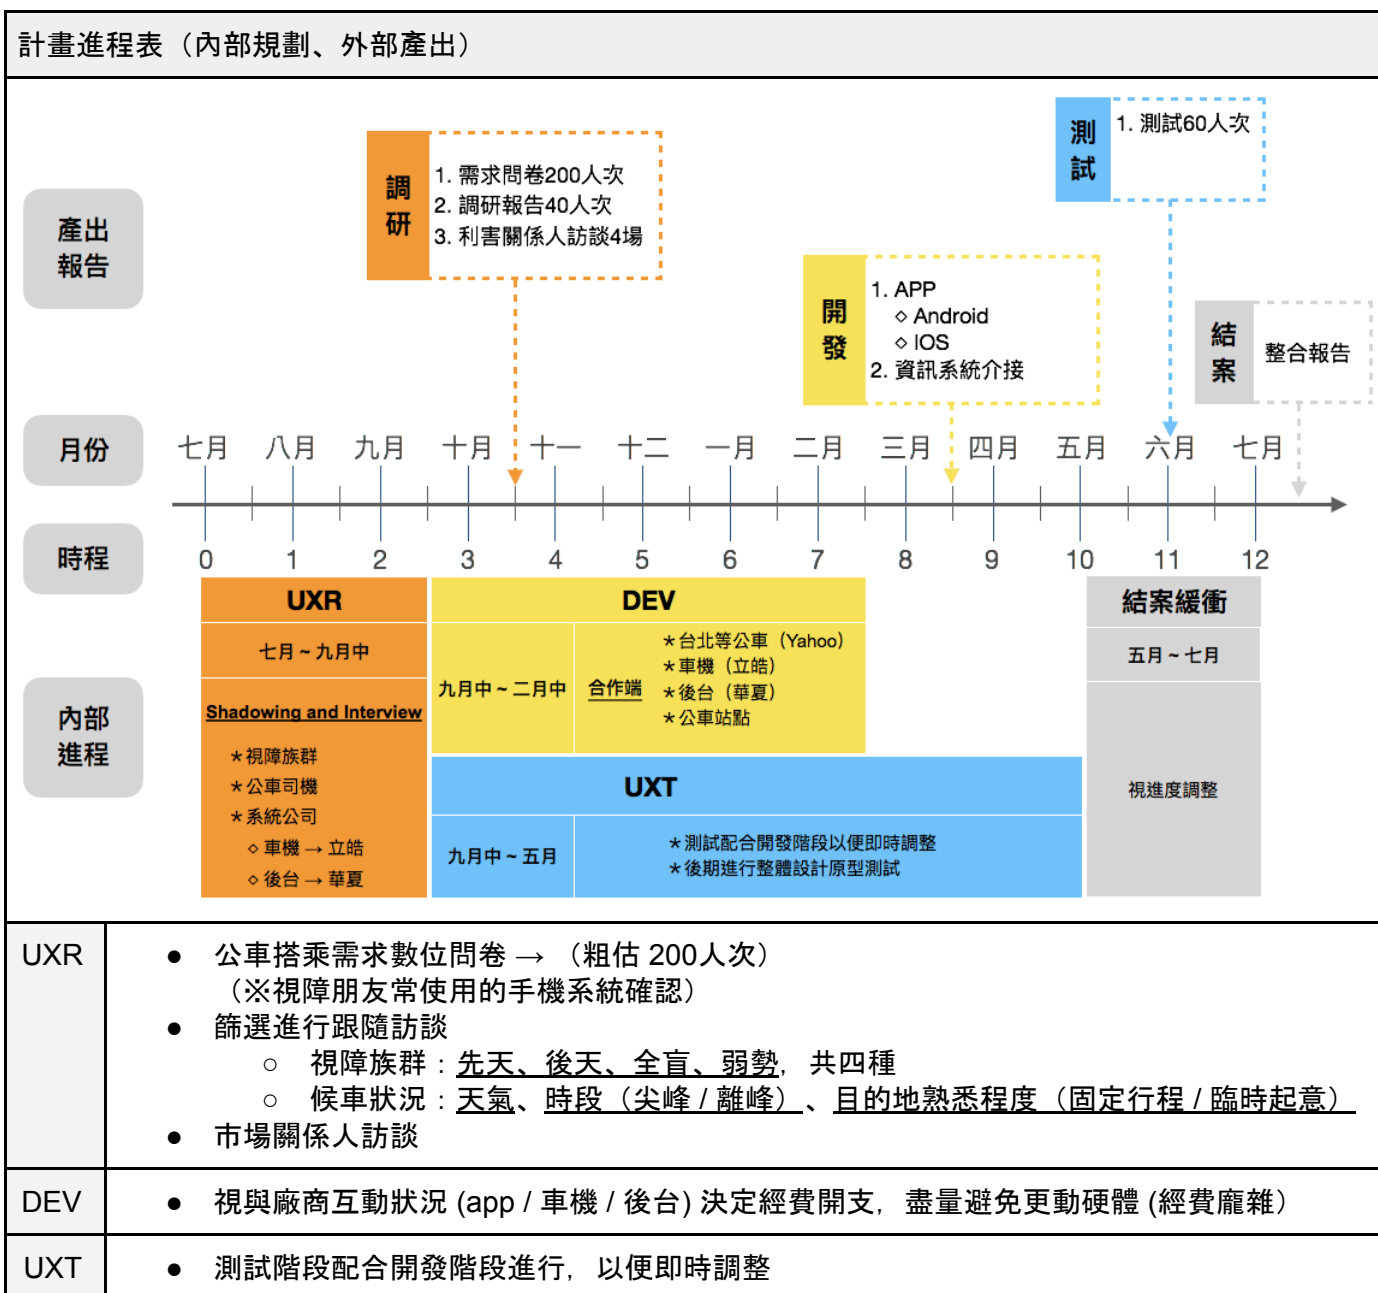 計畫進程表（內部規劃、外部產出）
產出
報告
調
研
1. 需求問卷200人次
2. 調研報告40人次
3. 利害關係人訪談4場
開
發
1. APP
◇ Android
◇ IOS
2. 資訊系統介接
測
試
1. 測試60人次
結
案
整合報告
月份
七月 八月 九月 十月 十一 十二 一月 二月 三月 四月 五月 六月 七月
時程
0 1 2 3 4 5 6 7 8 9 10 11 12
內部
進程
UXR
七月 ~ 九月中
Shadowing and Interview
＊視障族群
＊公車司機
＊系統公司
◇ 車機 → 立皓
◇ 後台 → 華夏
DEV
九月中 ~ 二月中
合作端
＊台北等公車（Yahoo）
＊車機（立皓）
＊後台（華夏）
＊公車站點
UXT
九月中 ~ 五月
＊測試配合開發階段以便即時調整
＊後期進行整體設計原型測試
結案緩衝
五月 ~ 七月
視進度調整
UXR
● 公車搭乘需求數位問卷 → （粗估 200人次）
（※視障朋友常使用的手機系統確認）
● 篩選進行跟隨訪談
○ 視障族群：先天、後天、全盲、弱勢，共四種
○ 候車狀況：天氣、時段（尖峰 / 離峰）、目的地熟悉程度（固定行程 / 臨時起意）
● 市場關係人訪談
DEV
● 視與廠商互動狀況 (app / 車機 / 後台) 決定經費開支，盡量避免更動硬體 (經費龐雜）
UXT
● 測試階段配合開發階段進行，以便即時調整